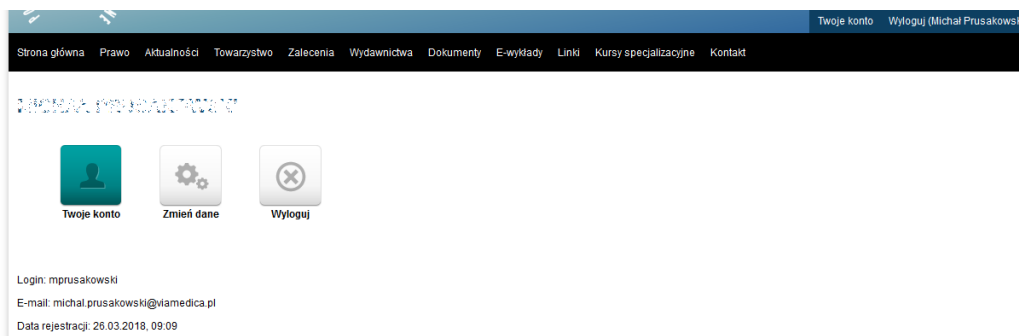 Twoje konto Wyloguj (Michał Prusakowsk
Strona główna Prawo Aktualności Towarzystwo Zalecenia Wydawnictwa Dokumenty E-wykłady Linki Kursy specjalizacyjne Kontakt
Twoje konto Zmień dane Wyloguj
Login: mprusakowski
E-mail: michal.prusakowski@viamedica.pl
Data rejestracji: 26.03.2018, 09:09